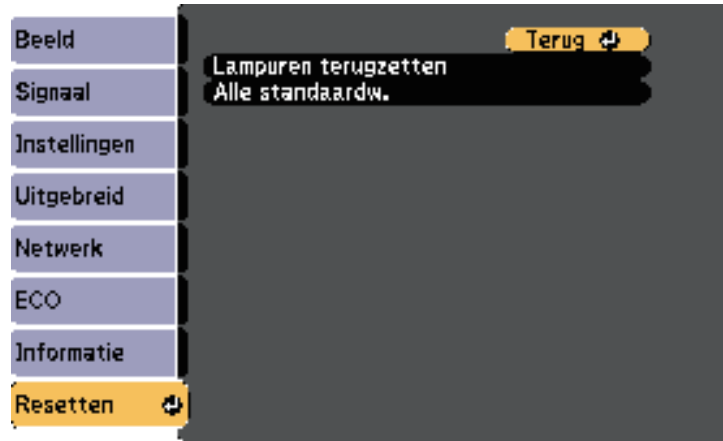 Beeld
Signaal
Instellingen
Uitgebreid
Netwerk
ECO
Informatie
Resetten
Terug
Lampuren terugzetten
Alle standaardw.